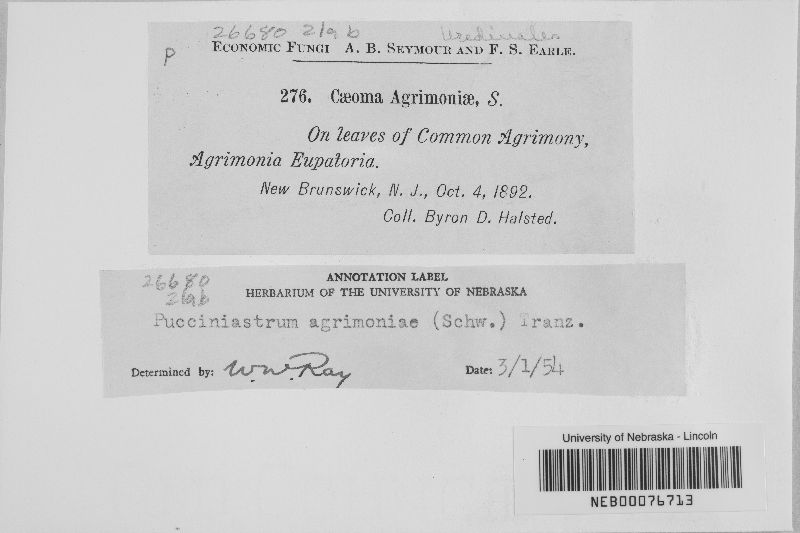 26680 219b Uredinales
P
Economic Fungi A. B. Seymour and F. S. Earle.
276. Cæoma Agrimoniæ, S.
On leaves of Common Agrimony,
Agrimonia Eupatoria.
New Brunswick, N. J., Oct. 4, 1892.
Coll. Byron D. Halsted.
26680
219b
ANNOTATION LABEL
HERBARIUM OF THE UNIVERSITY OF NEBRASKA
Pucciniastrum agrimoniae (Schw.) Tranz.
Determined by: W.W. Ray Date: 3/1/54
University of Nebraska - Lincoln
NEB00076713